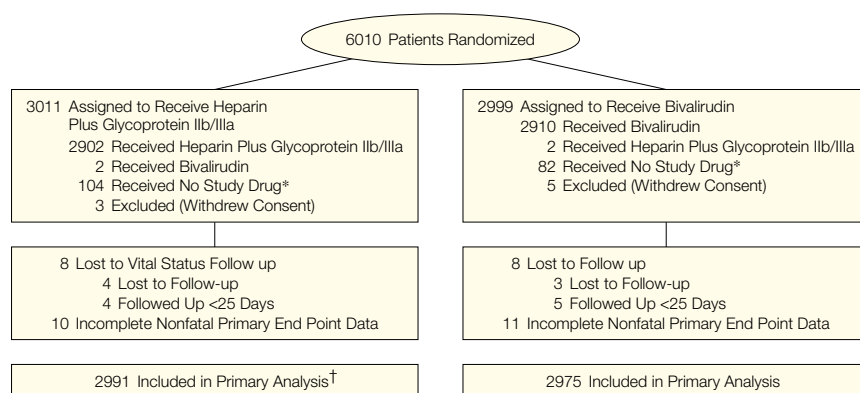 6010 Patients Randomized
3011 Assigned to Receive Heparin
Plus Glycoprotein IIb/IIIa
2902 Received Heparin Plus Glycoprotein IIb/IIIa
2 Received Bivalirudin
104 Received No Study Drug*
3 Excluded (Withdrew Consent)
2999 Assigned to Receive Bivalirudin
2910 Received Bivalirudin
2 Received Heparin Plus Glycoprotein IIb/IIIa
82 Received No Study Drug*
5 Excluded (Withdrew Consent)
8 Lost to Vital Status Follow up
4 Lost to Follow-up
4 Followed Up <25 Days
10 Incomplete Nonfatal Primary End Point Data
8 Lost to Follow up
3 Lost to Follow-up
5 Followed Up <25 Days
11 Incomplete Nonfatal Primary End Point Data
2991 Included in Primary Analysis†
2975 Included in Primary Analysis